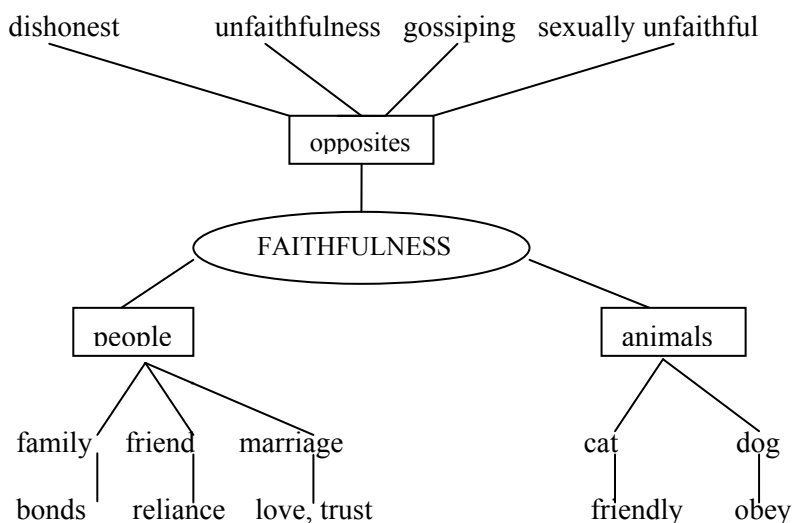 dishonest unfaithfulness gossiping sexually unfaithful
opposites
FAITHFULNESS
people animals
family friend marriage cat dog
bonds reliance love, trust friendly obey